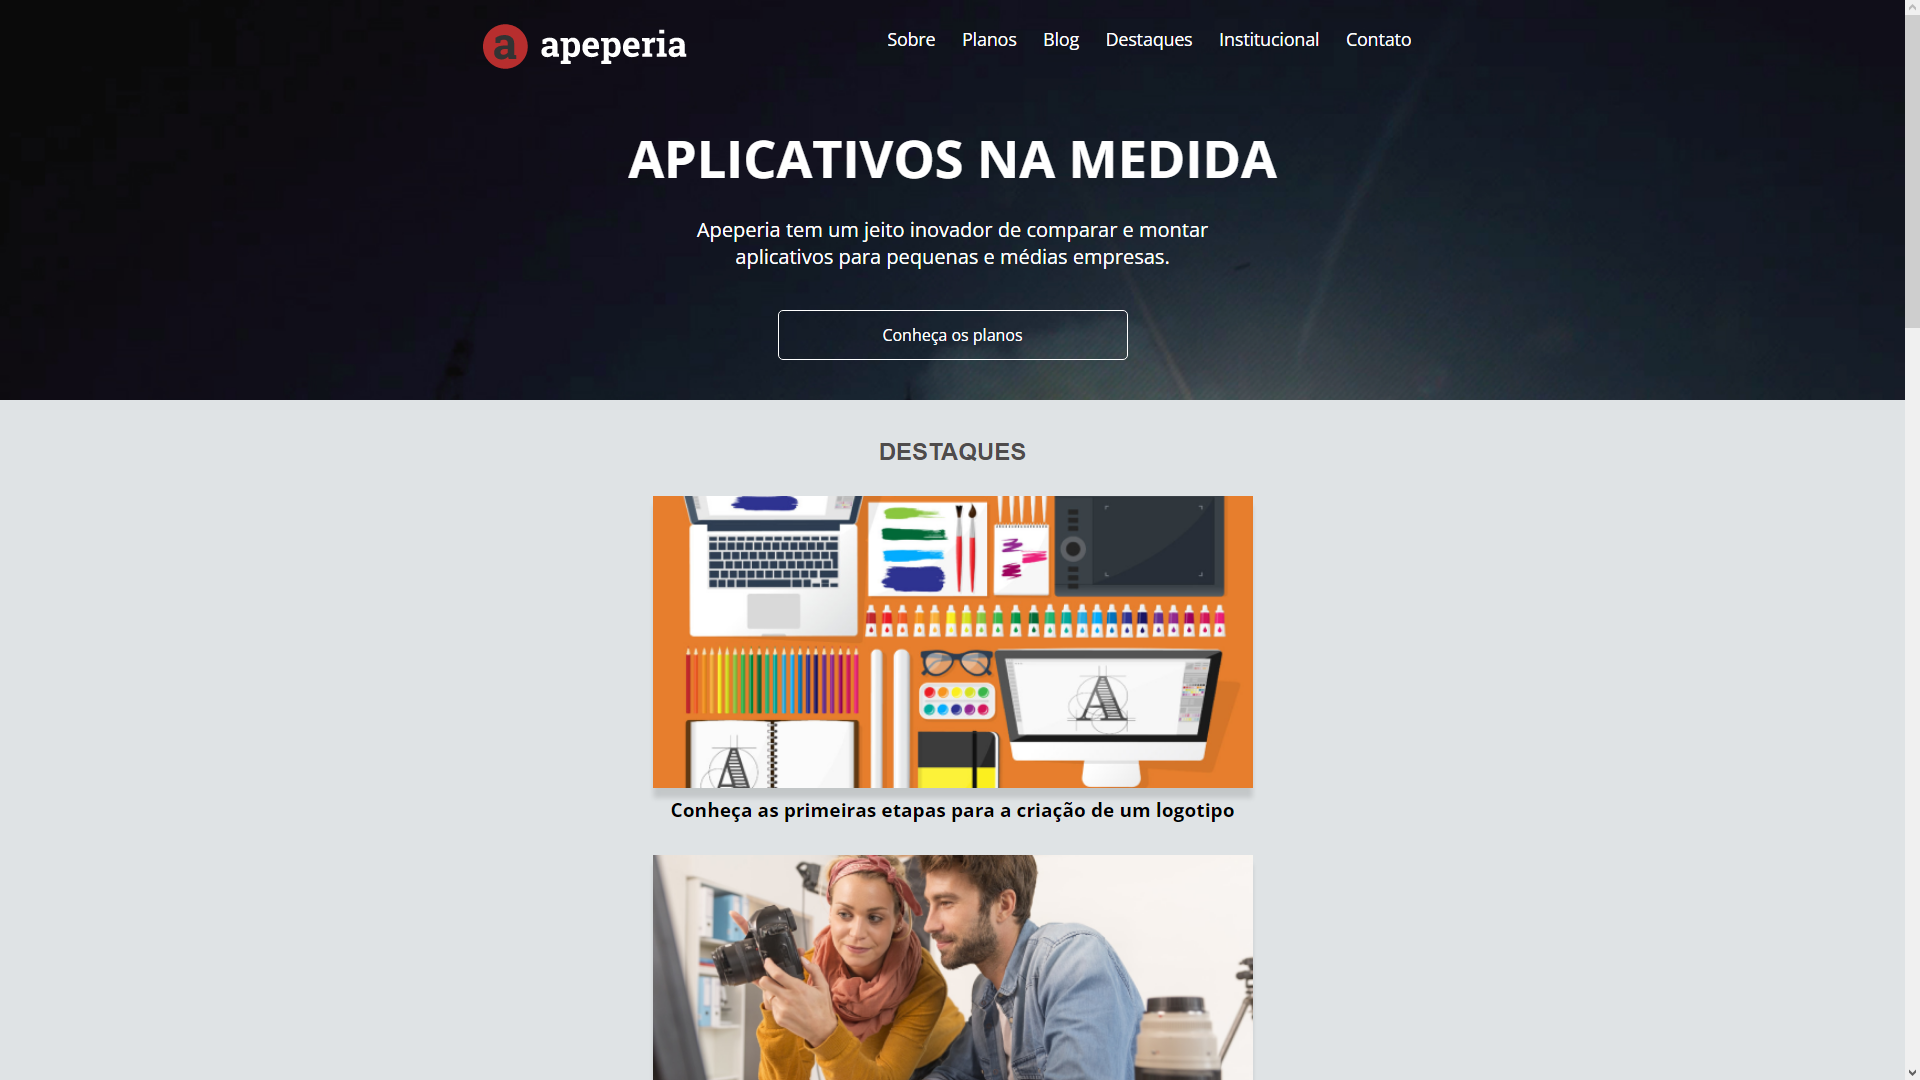 a apeperia
Sobre Planos Blog Destaques Institucional Contato
APLICATIVOS NA MEDIDA
Apeperia tem um jeito inovador de comparar e montar
aplicativos para pequenas e médias empresas.
Conheça os planos
DESTAQUES
A
A
Conheça as primeiras etapas para a criação de um logotipo